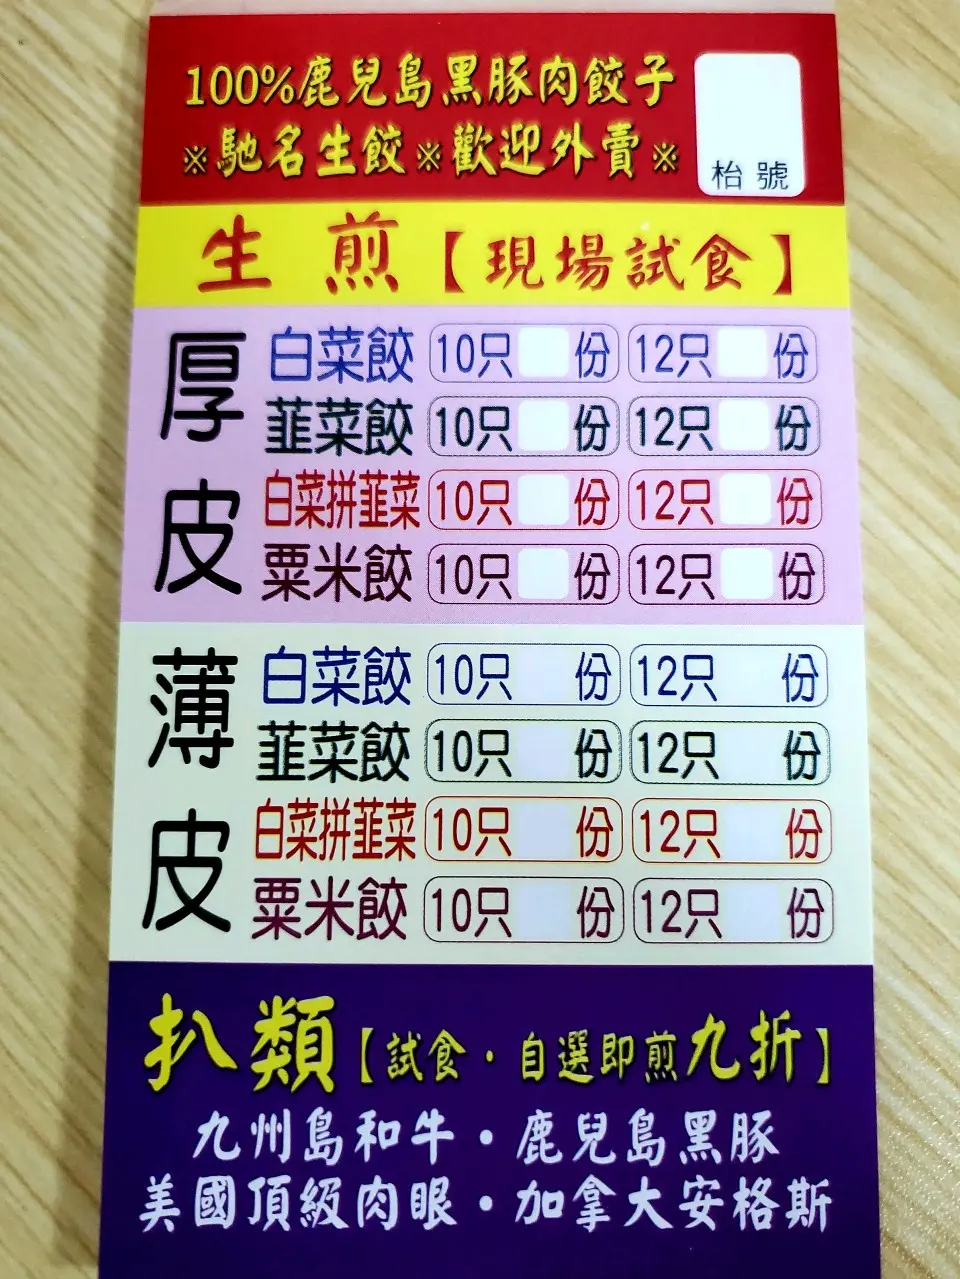 100%鹿兒島黑豚肉餃子
※馳名生餃※歡迎外賣※
枱號
生煎【現場試食】
厚皮
白菜餃 10只 份 12只 份
韮菜餃 10只 份 12只 份
白菜拼韮菜 10只 份 12只 份
粟米餃 10只 份 12只 份
薄皮
白菜餃 10只 份 12只 份
韮菜餃 10只 份 12只 份
白菜拼韮菜 10只 份 12只 份
粟米餃 10只 份 12只 份
扒類【試食·自選即煎九折】
九州島和牛·鹿兒島黑豚
美國頂級肉眼·加拿大安格斯